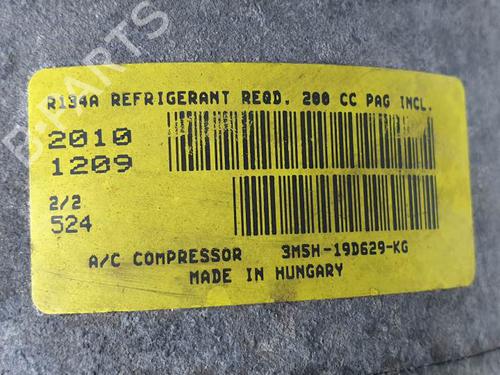 R134A REFRIGERANT REQD. 200 CC PAG INCL.
2010
1209
2/2
524
A/C COMPRESSOR 3M5H-19D629-KG
MADE IN HUNGARY
B-PARTS